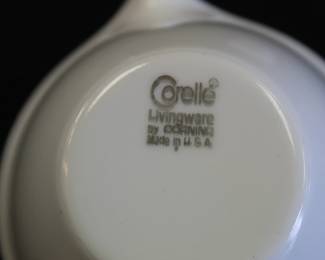 Corelle®
Livingware
by CORNING
Made in U.S.A